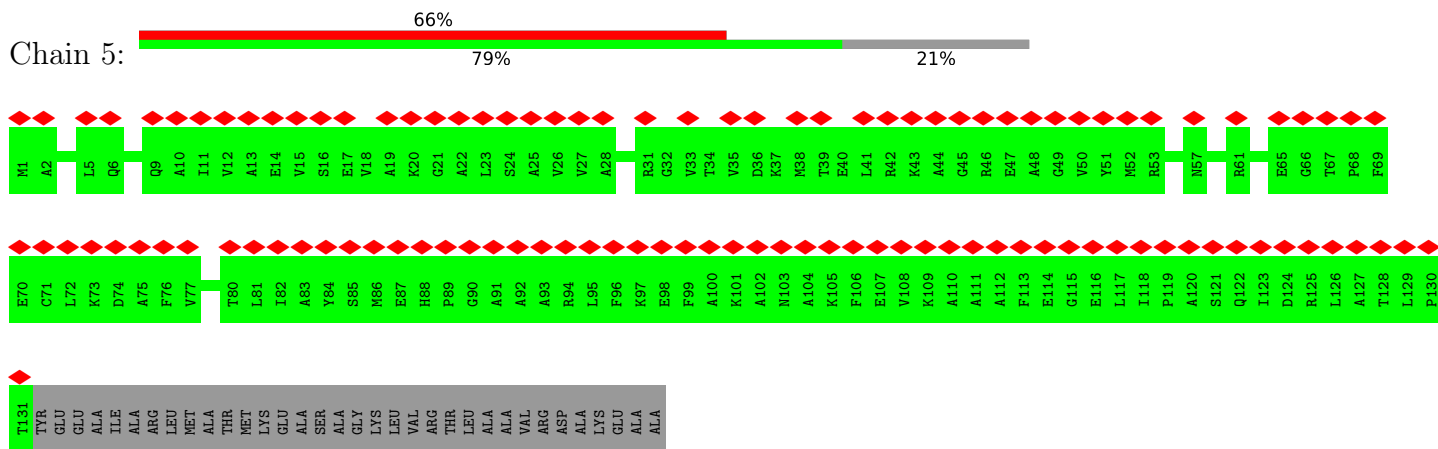 66%
Chain 5:
79% 21%
M1 A2 L5 Q6 Q9 A10 I11 V12 A13 E14 V15 S16 E17 V18 A19 K20 G21 A22 L23 S24 A25 V26 V27 A28 R31 G32 V33 T34 V35 D36 K37 M38 T39 E40 L41 R42 K43 A44 G45 R46 E47 A48 G49 V50 Y51 M52 R53 N57 R61 E65 G66 T67 P68 F69
E70 C71 L72 K73 D74 A75 F76 V77 T80 L81 I82 A83 Y84 S85 M86 E87 H88 P89 G90 A91 A92 A93 R94 L95 F96 K97 E98 F99 A100 K101 A102 N103 A104 K105 F106 E107 V108 K109 A110 A111 A112 F113 E114 G115 E116 L117 I118 P119 A120 S121 Q122 I123 D124 R125 L126 A127 T128 L129 P130
T131 TYR GLU GLU ALA ILE ALA ARG LEU MET ALA THR MET LYS GLU ALA SER ALA GLY LYS LEU VAL ARG THR LEU ALA ALA VAL ARG ASP ALA LYS GLU ALA ALA